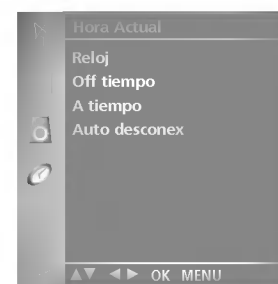 Hora Actual
Reloj
Off tiempo
A tiempo
Auto desconex
▲▼ ◄► OK MENU